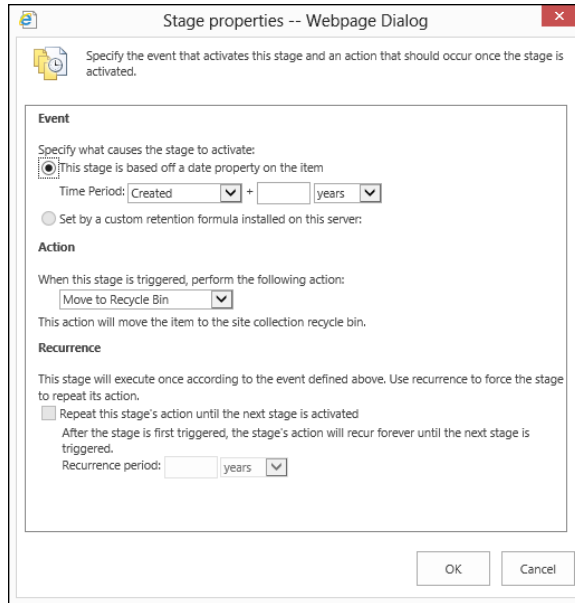 Stage properties -- Webpage Dialog
Specify the event that activates this stage and an action that should occur once the stage is
activated.
Event
Specify what causes the stage to activate:
This stage is based off a date property on the item
Time Period: Created + years
Set by a custom retention formula installed on this server:
Action
When this stage is triggered, perform the following action:
Move to Recycle Bin
This action will move the item to the site collection recycle bin.
Recurrence
This stage will execute once according to the event defined above. Use recurrence to force the stage
to repeat its action.
Repeat this stage's action until the next stage is activated
After the stage is first triggered, the stage's action will recur forever until the next stage is
triggered.
Recurrence period: years
OK Cancel